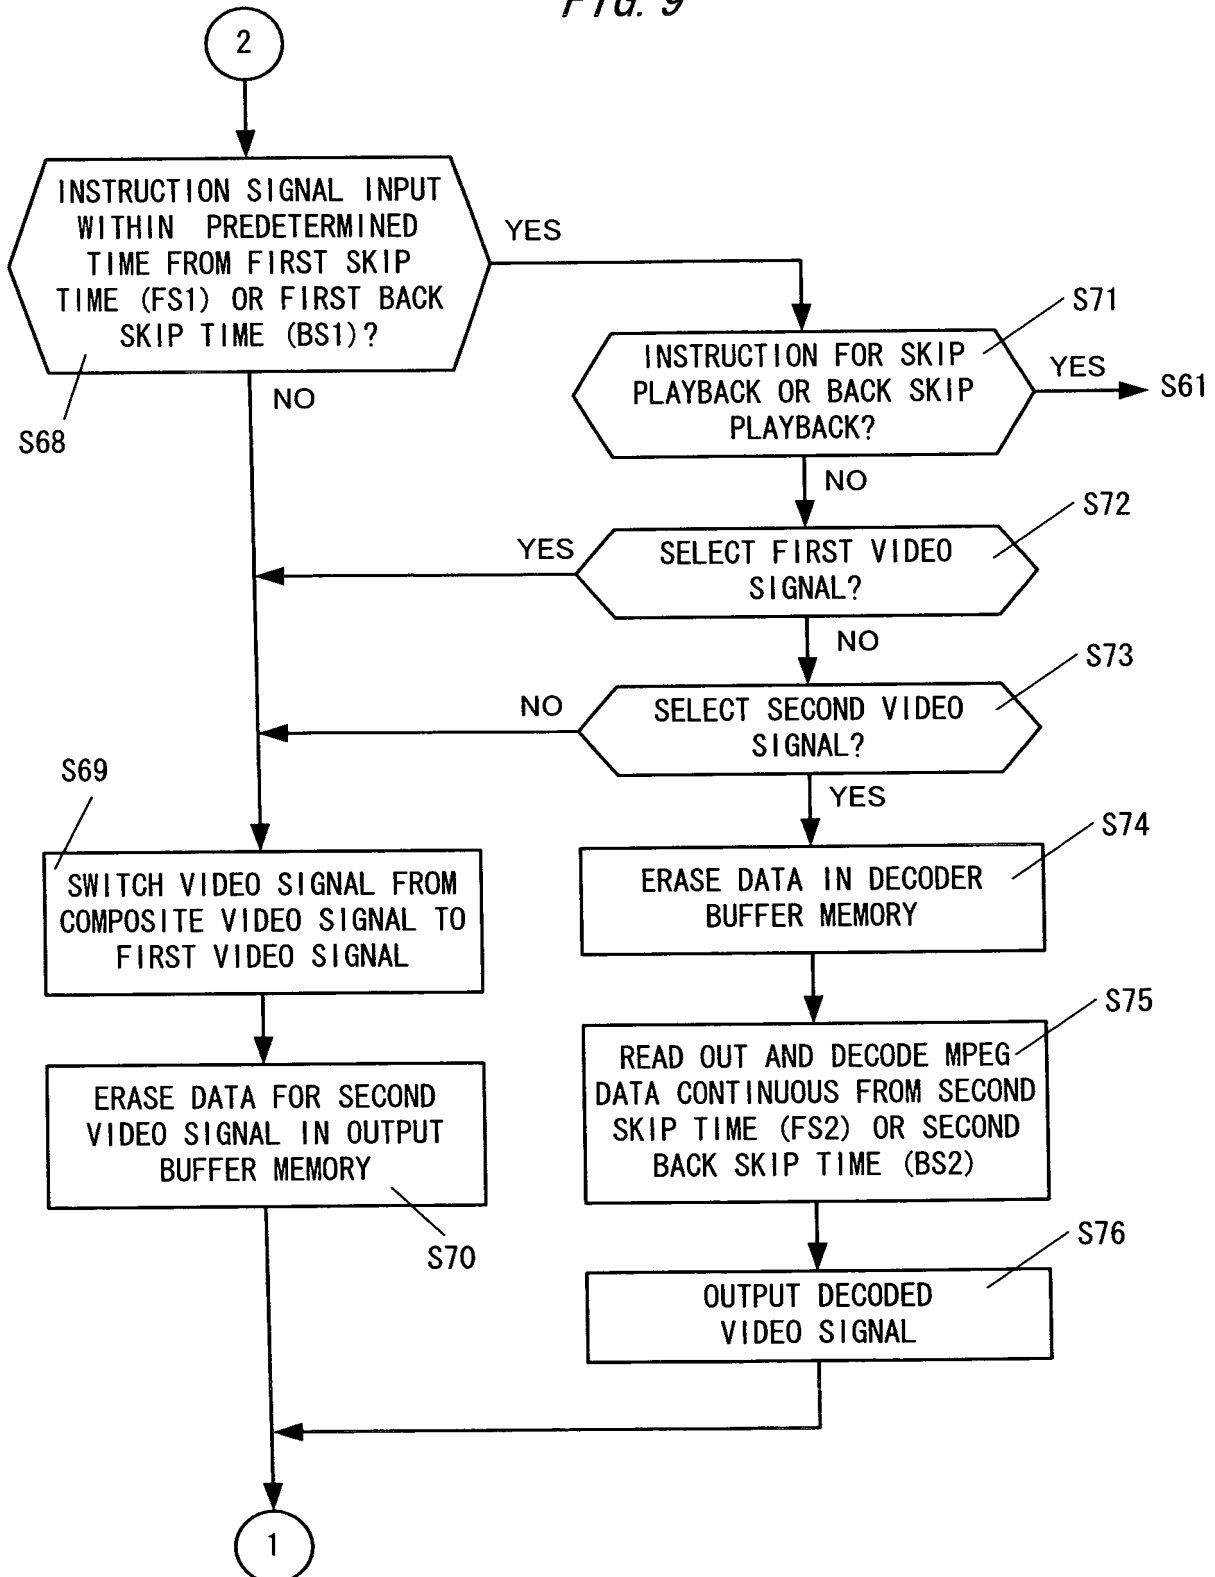 FIG. 9
2
INSTRUCTION SIGNAL INPUT
WITHIN PREDETERMINED
TIME FROM FIRST SKIP
TIME (FS1) OR FIRST BACK
SKIP TIME (BS1)?
YES
NO
S68
S71
INSTRUCTION FOR SKIP
PLAYBACK OR BACK SKIP
PLAYBACK?
YES
S61
NO
S72
SELECT FIRST VIDEO
SIGNAL?
YES
NO
S73
SELECT SECOND VIDEO
SIGNAL?
NO
YES
S69
SWITCH VIDEO SIGNAL FROM
COMPOSITE VIDEO SIGNAL TO
FIRST VIDEO SIGNAL
S74
ERASE DATA IN DECODER
BUFFER MEMORY
S75
READ OUT AND DECODE MPEG
DATA CONTINUOUS FROM SECOND
SKIP TIME (FS2) OR SECOND
BACK SKIP TIME (BS2)
ERASE DATA FOR SECOND
VIDEO SIGNAL IN OUTPUT
BUFFER MEMORY
S70
S76
OUTPUT DECODED
VIDEO SIGNAL
1